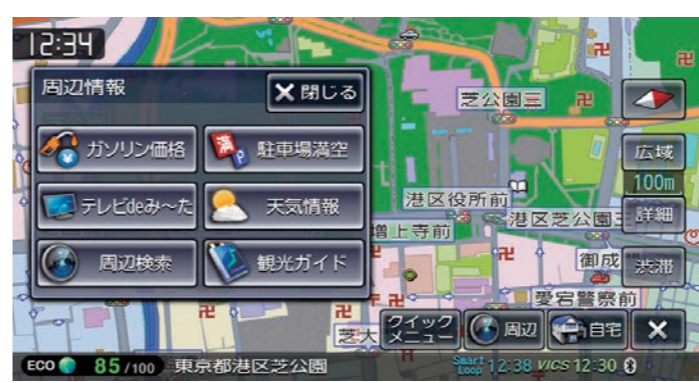 12:34
周辺情報
×閉じる
ガソリン価格
満
P
駐車場満空
テレビdeみ〜た
天気情報
周辺検索
観光ガイド
芝公園三
広域
100m
詳細
港区役所前
港区芝公園三
増上寺前
御成
渋滞
愛宕警察前
芝大
クイック
メニュー
周辺
自宅
×
ECO 85/100 東京都港区芝公園
Smart
Loop 12:38 VICS 12:30